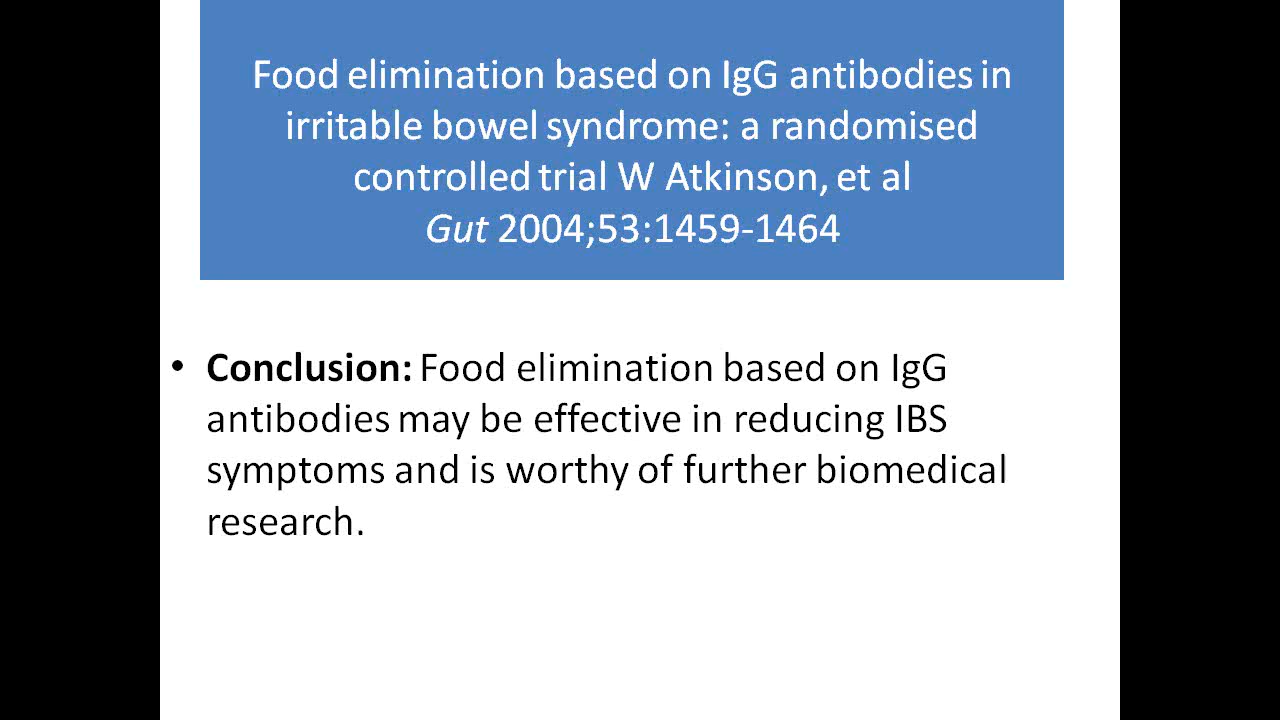 Food elimination based on IgG antibodies in
irritable bowel syndrome: a randomised
controlled trial W Atkinson, et al
Gut 2004;53:1459-1464
• Conclusion: Food elimination based on IgG
antibodies may be effective in reducing IBS
symptoms and is worthy of further biomedical
research.